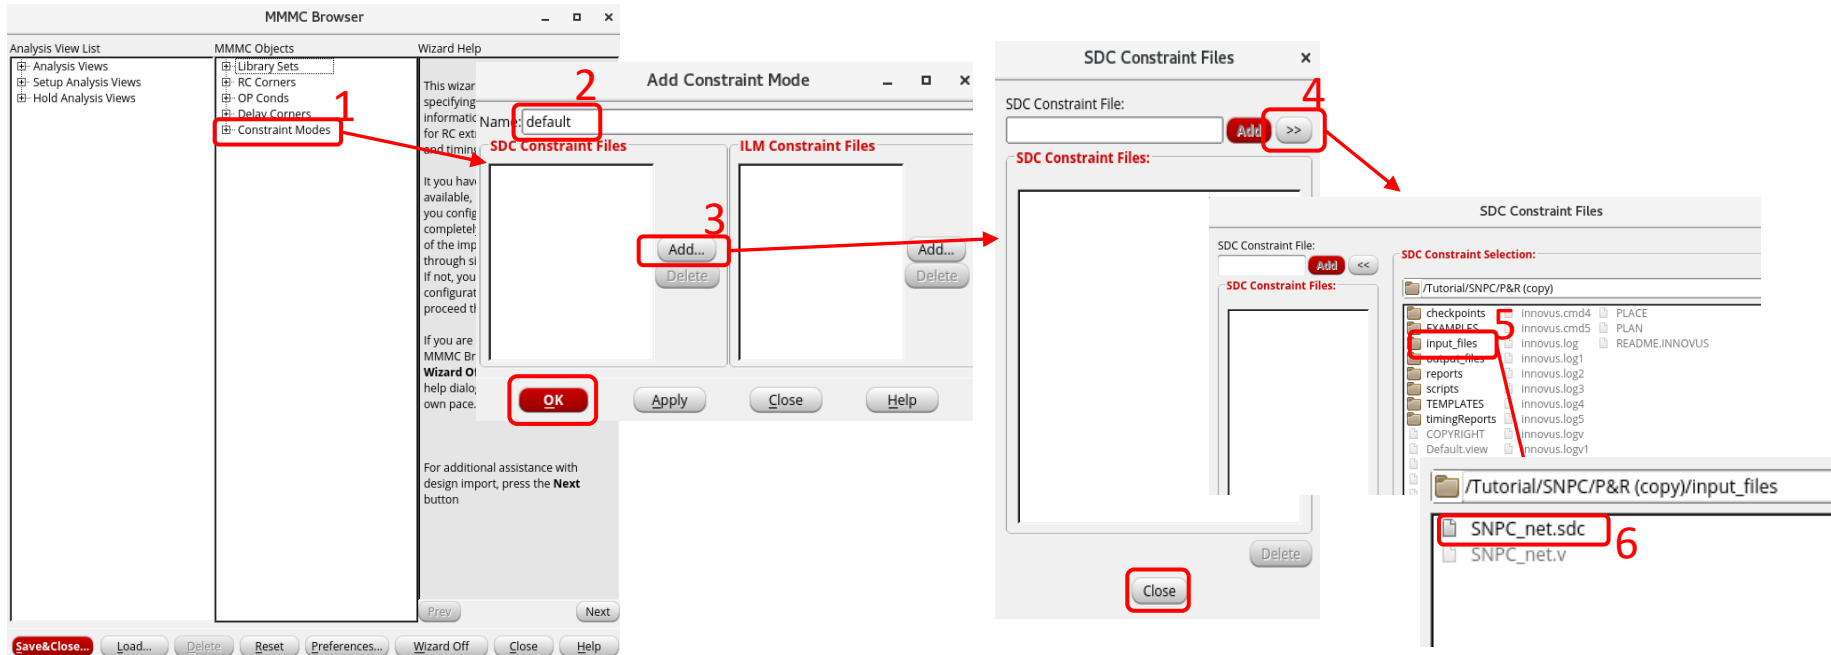 MMMC Browser
Analysis View List
Analysis Views
Setup Analysis Views
Hold Analysis Views
MMMC Objects
Library Sets
RC Corners
OP Conds
Delay Corners
Constraint Modes
1
Wizard Help
This wizar
specifying
informatic
for RC extr
and timing
It you have
available,
you config
completely
of the imp
through si
If not, you
configurat
proceed th
If you are
MMMC Br
Wizard Of
help dialog
own pace.
For additional assistance with
design import, press the Next
button
Prev
Next
Save&Close...
Load...
Delete
Reset
Preferences...
Wizard Off
Close
Help
Add Constraint Mode
2
Name: default
SDC Constraint Files
ILM Constraint Files
3
Add...
Delete
Add...
Delete
OK
Apply
Close
Help
SDC Constraint Files
4
SDC Constraint File:
Add
>>
SDC Constraint Files:
Delete
Close
SDC Constraint Files
SDC Constraint File:
Add
<<
SDC Constraint Files:
SDC Constraint Selection:
/Tutorial/SNPC/P&R (copy)
checkpoints
EXAMPLES
input_files
output_files
reports
scripts
TEMPLATES
timingReports
COPYRIGHT
Default.view
5
innovus.cmd4
innovus.cmd5
innovus.log
innovus.log1
innovus.log2
innovus.log3
innovus.log4
innovus.log5
innovus.logv
innovus.logv1
PLACE
PLAN
README.INNOVUS
/Tutorial/SNPC/P&R (copy)/input_files
SNPC_net.sdc
6
SNPC_net.v